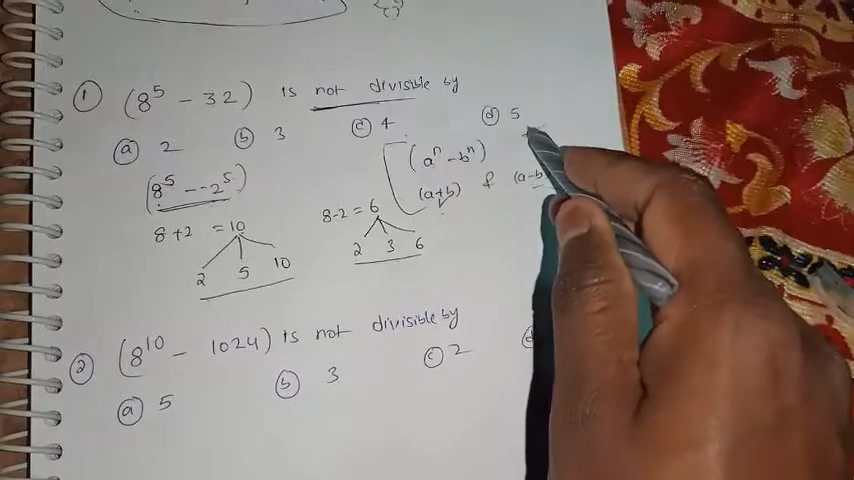 ① (8⁵ - 32) is not divisible by
ⓐ 2 ⓑ 3 ⓒ 4 ⓓ 5
(8⁵ - -2⁵) (aⁿ - bⁿ)
(a+b) & (a-b
8+2 = 10 8-2 = 6
2 5 10 2 3 6
② (8¹⁰ - 1024) is not divisible by
ⓐ 5 ⓑ 3 ⓒ 2 ⓓ